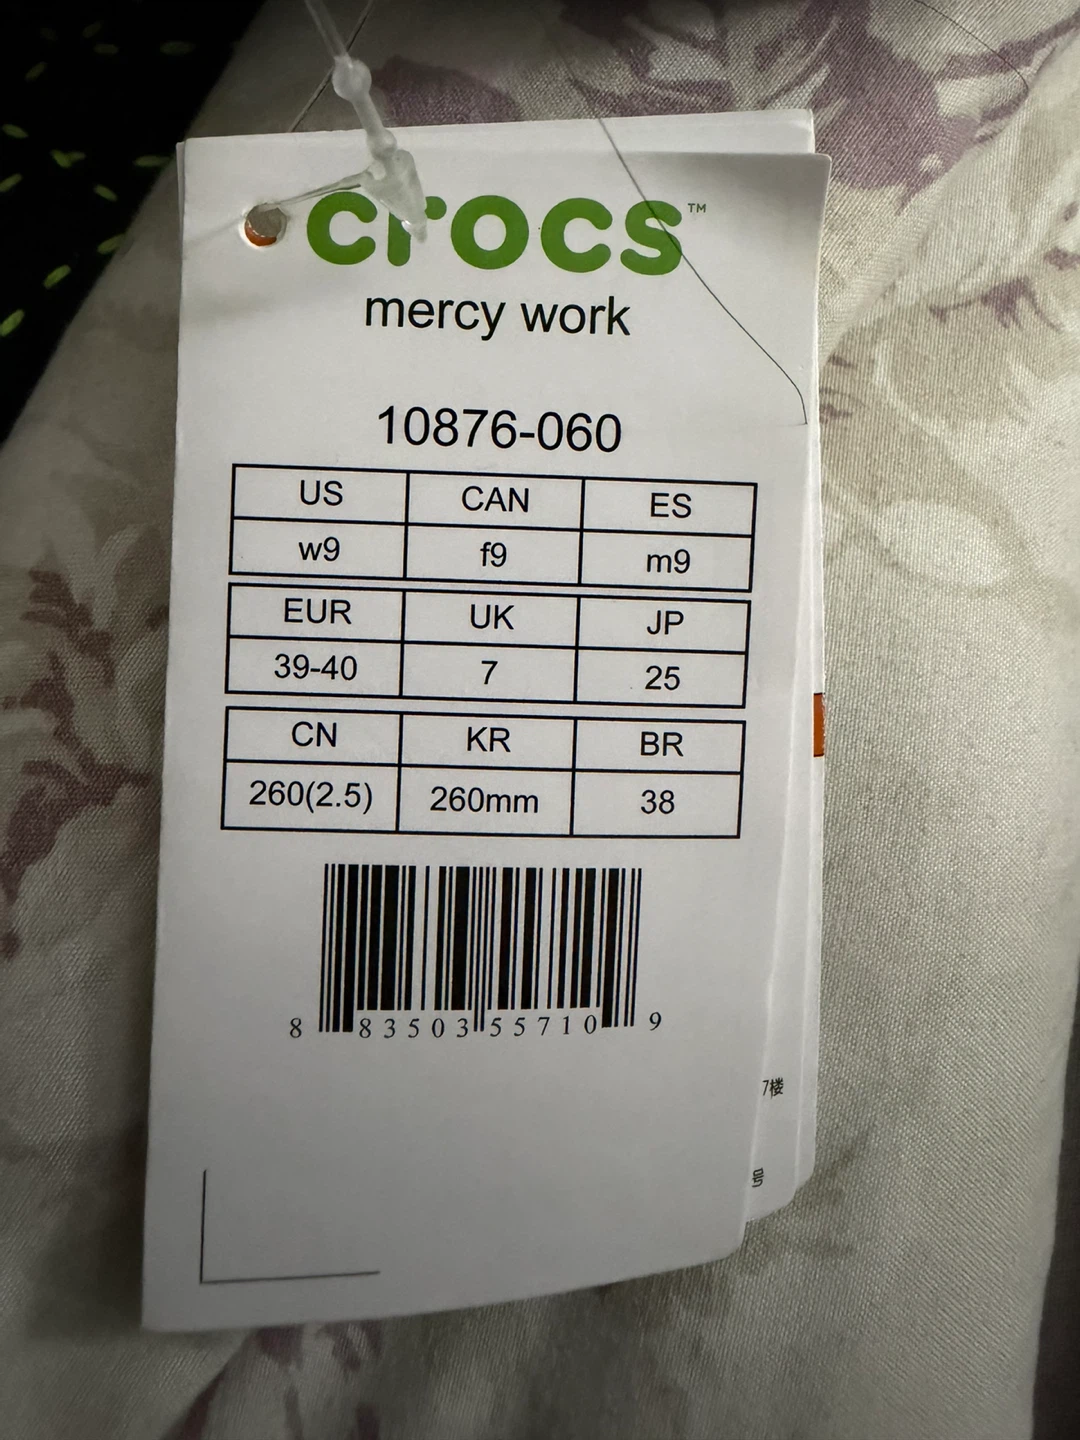 crocs™
mercy work
10876-060
US CAN ES
w9 f9 m9
EUR UK JP
39-40 7 25
CN KR BR
260(2.5) 260mm 38
8 83503 55710 9
7楼
号